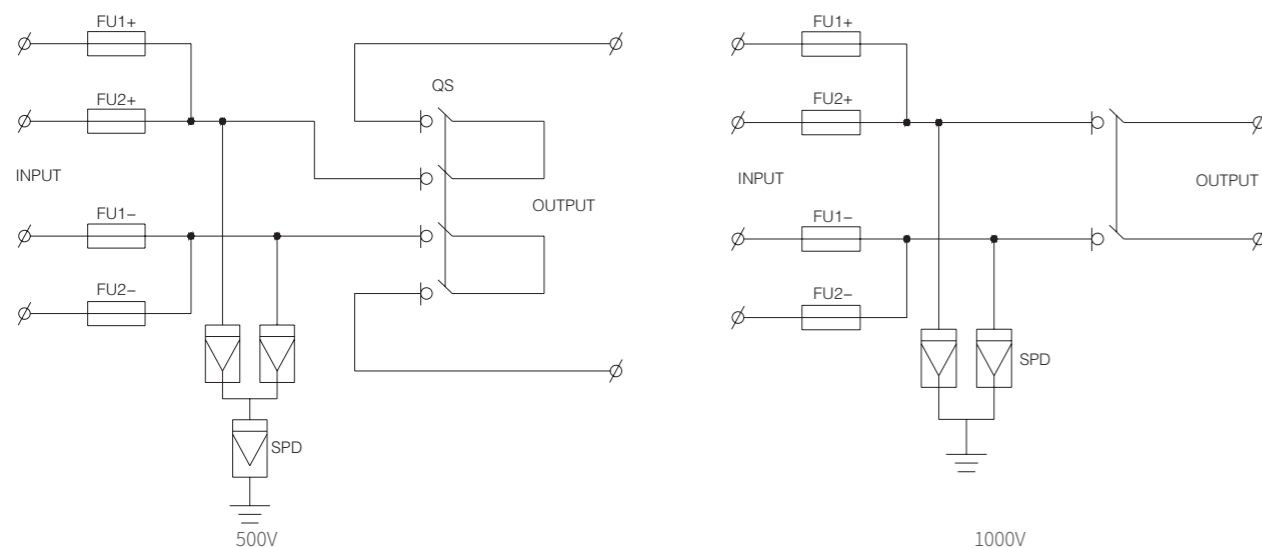 FU1+
FU2+
QS
INPUT
OUTPUT
FU1−
FU2−
SPD
500V
FU1+
FU2+
INPUT
OUTPUT
FU1−
FU2−
SPD
1000V